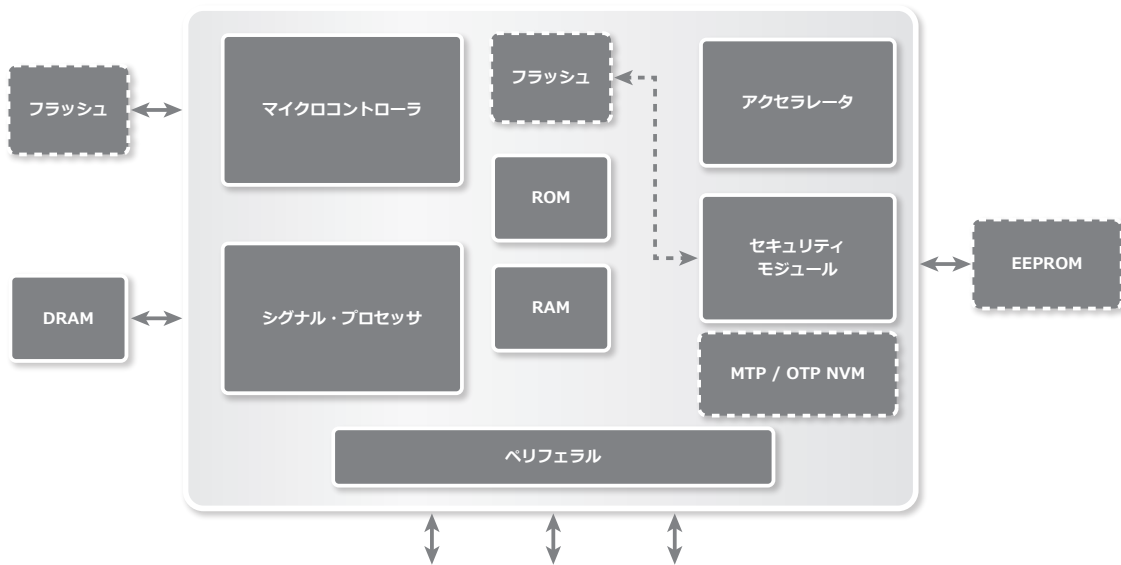 フラッシュ
マイクロコントローラ
フラッシュ
アクセラレータ
ROM
セキュリティ
モジュール
EEPROM
DRAM
シグナル・プロセッサ
RAM
MTP / OTP NVM
ペリフェラル